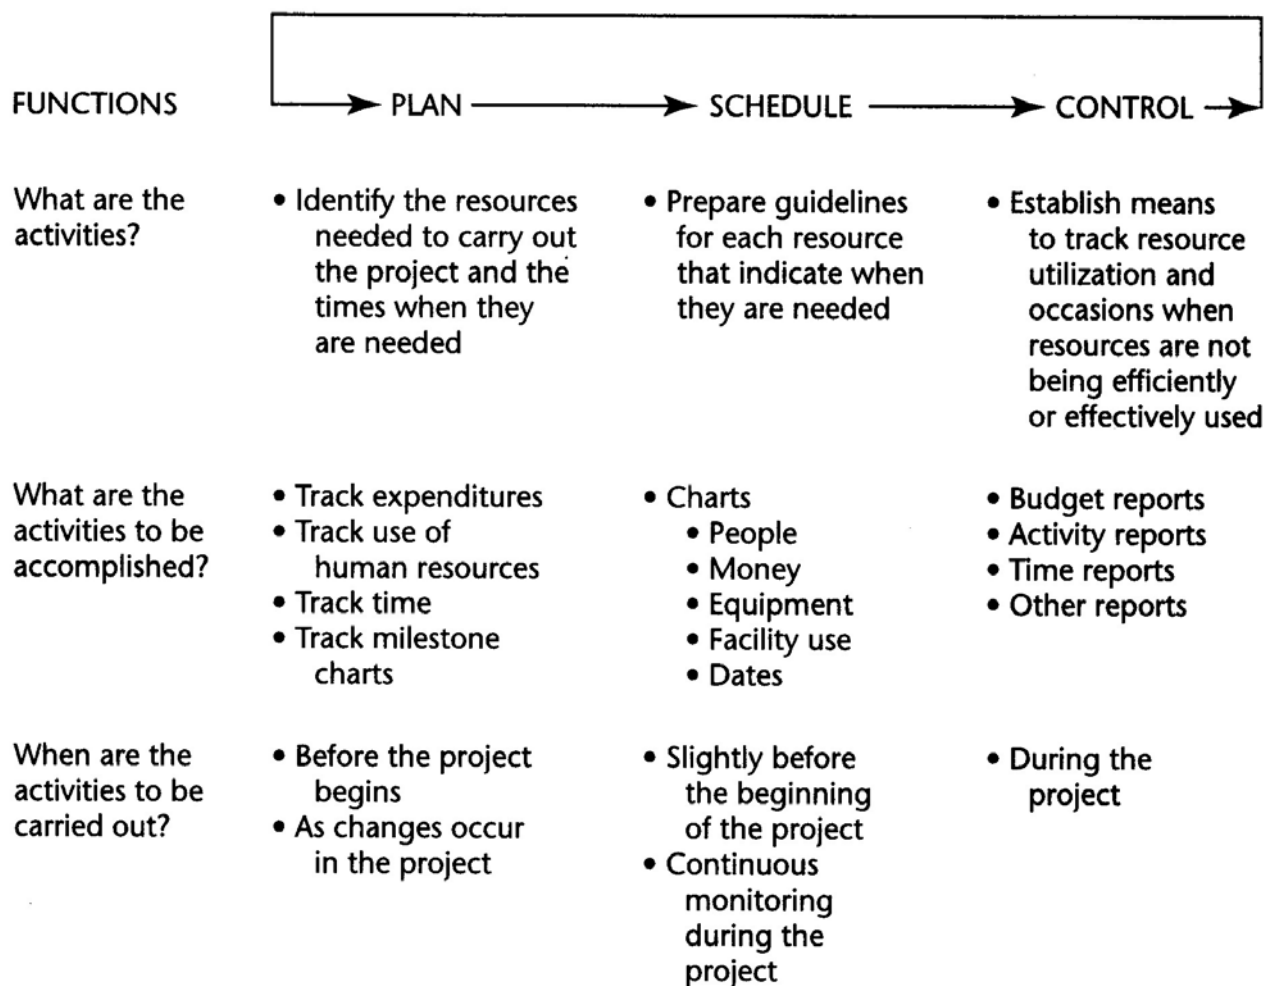 FUNCTIONS PLAN SCHEDULE CONTROL
What are the
activities?
• Identify the resources
needed to carry out
the project and the
times when they
are needed
• Prepare guidelines
for each resource
that indicate when
they are needed
• Establish means
to track resource
utilization and
occasions when
resources are not
being efficiently
or effectively used
What are the
activities to be
accomplished?
• Track expenditures
• Track use of
human resources
• Track time
• Track milestone
charts
• Charts
• People
• Money
• Equipment
• Facility use
• Dates
• Budget reports
• Activity reports
• Time reports
• Other reports
When are the
activities to be
carried out?
• Before the project
begins
• As changes occur
in the project
• Slightly before
the beginning
of the project
• Continuous
monitoring
during the
project
• During the
project